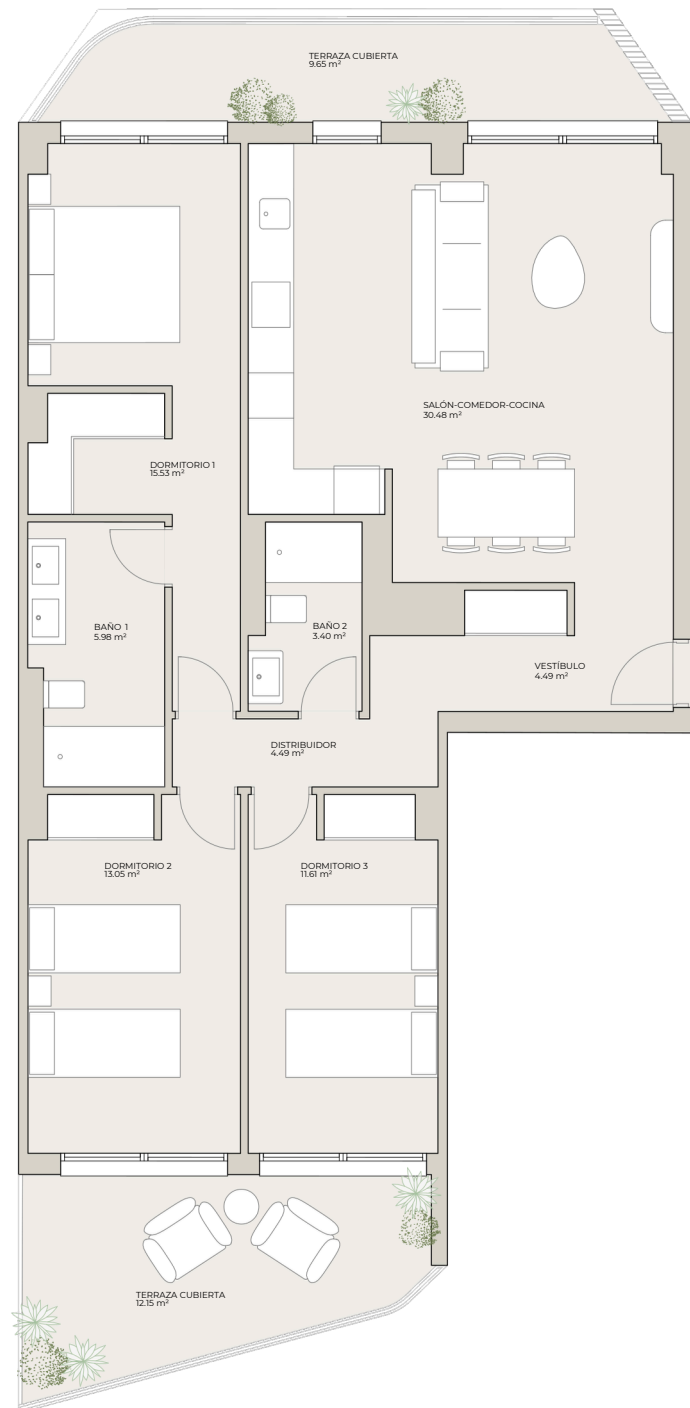 TERRAZA CUBIERTA
9.65 m²
SALÓN-COMEDOR-COCINA
30.48 m²
DORMITORIO 1
15.53 m²
BAÑO 1
5.98 m²
BAÑO 2
3.40 m²
VESTÍBULO
4.49 m²
DISTRIBUIDOR
4.49 m²
DORMITORIO 2
13.05 m²
DORMITORIO 3
11.61 m²
TERRAZA CUBIERTA
12.15 m²